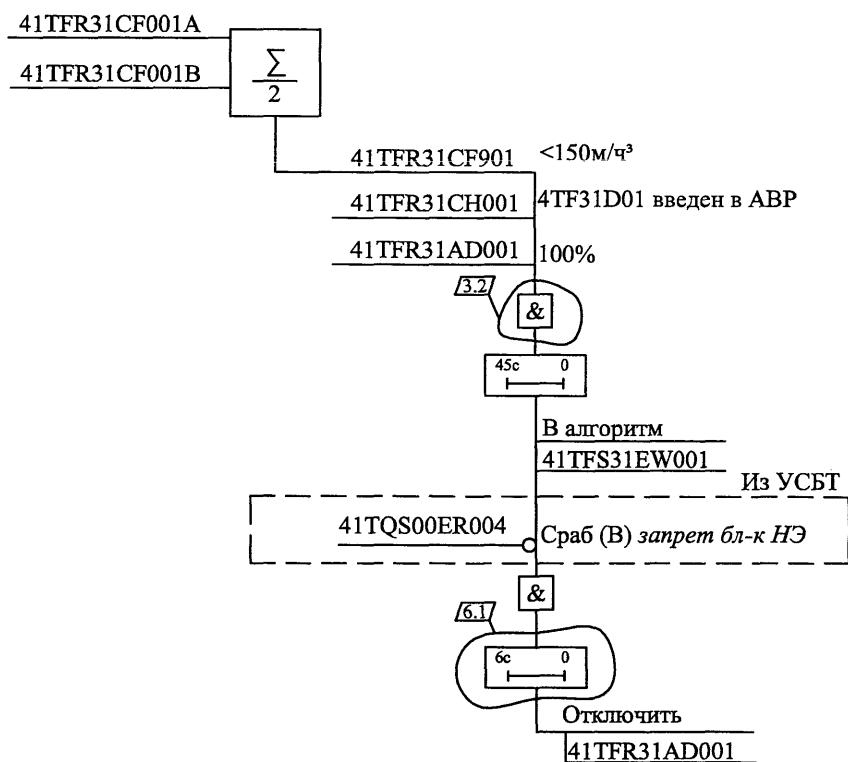 41TFR31CF001A
41TFR31CF001B
Σ
2
41TFR31CF901 <150м/ч³
41TFR31CH001 4TF31D01 введен в АВР
41TFR31AD001 100%
3.2
&
45с 0
В алгоритм
41TFS31EW001
Из УСБТ
41TQS00ER004 Сраб (В) запрет бл-к НЭ
&
6.1
6с 0
Отключить
41TFR31AD001